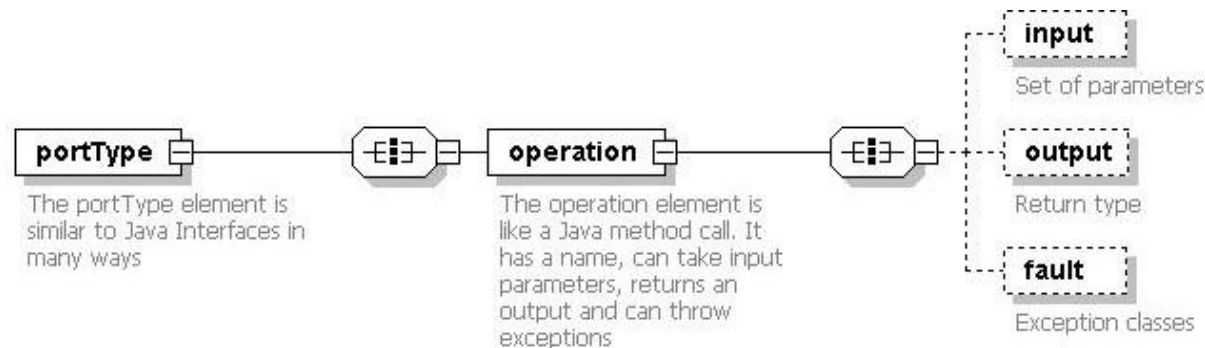 portType
The portType element is
similar to Java Interfaces in
many ways
operation
The operation element is
like a Java method call. It
has a name, can take input
parameters, returns an
output and can throw
exceptions
input
Set of parameters
output
Return type
fault
Exception classes